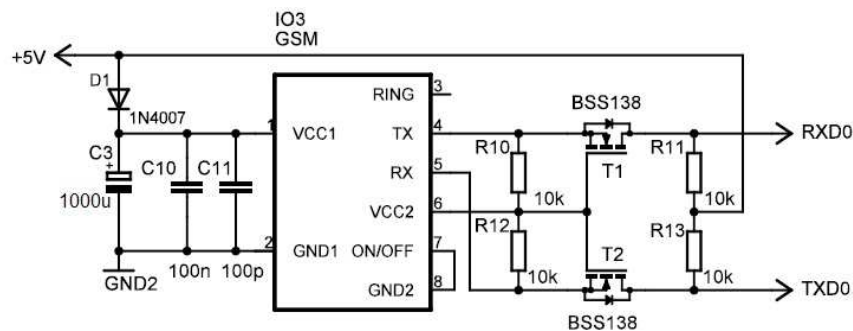 IO3
GSM
+5V
D1
1N4007
C3
+
1000u
C10
100n
C11
100p
GND2
1
VCC1
2
GND1
RING
3
TX
4
RX
5
VCC2
6
ON/OFF
7
GND2
8
R10
10k
R12
10k
BSS138
T1
T2
BSS138
R11
10k
R13
10k
RXD0
TXD0